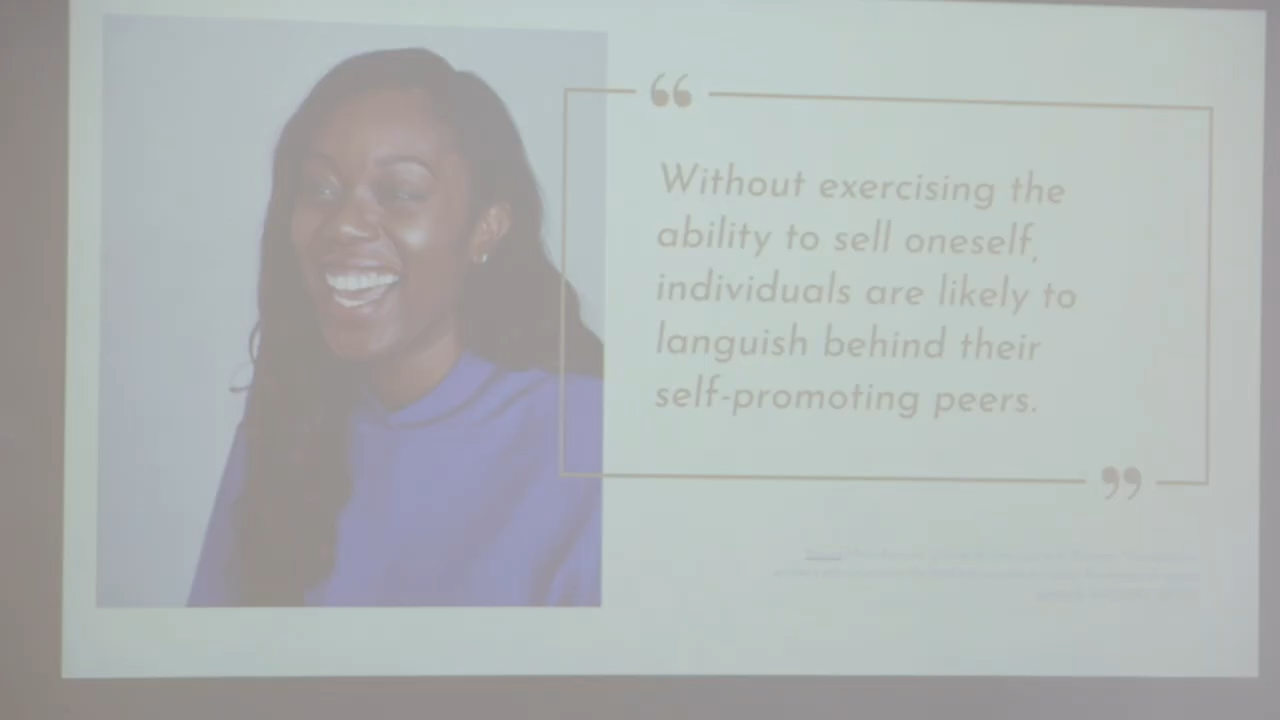 “
Without exercising the
ability to sell oneself,
individuals are likely to
languish behind their
self-promoting peers.
”